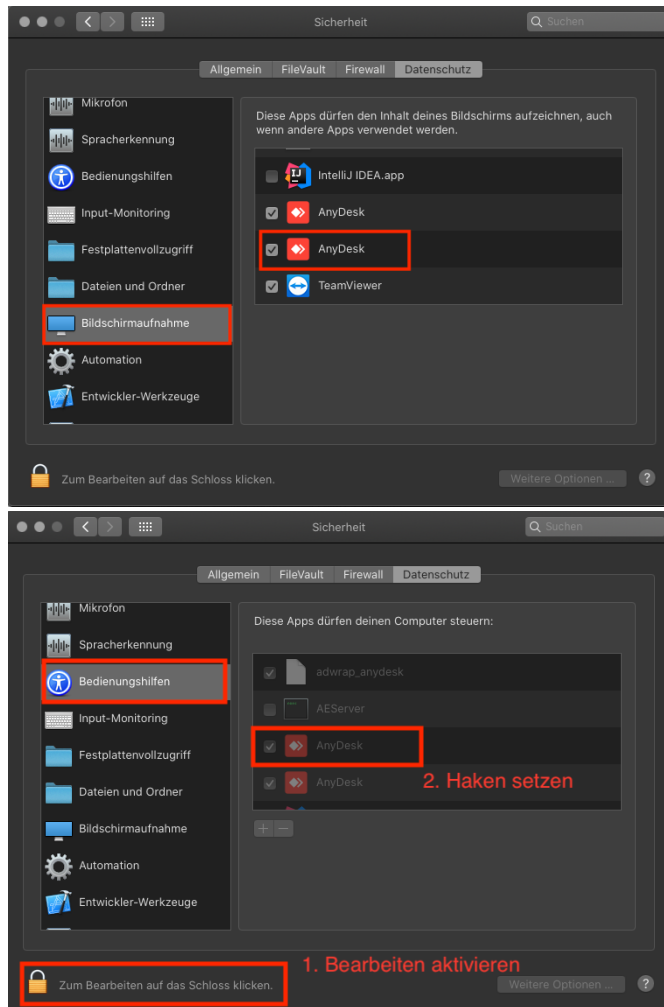 Sicherheit
Suchen
Allgemein FileVault Firewall Datenschutz
Mikrofon
Spracherkennung
Bedienungshilfen
Input-Monitoring
Festplattenvollzugriff
Dateien und Ordner
Bildschirmaufnahme
Automation
Entwickler-Werkzeuge
Diese Apps dürfen den Inhalt deines Bildschirms aufzeichnen, auch
wenn andere Apps verwendet werden.
IntelliJ IDEA.app
AnyDesk
AnyDesk
TeamViewer
Zum Bearbeiten auf das Schloss klicken.
Weitere Optionen ...
?
Sicherheit
Suchen
Allgemein FileVault Firewall Datenschutz
Mikrofon
Spracherkennung
Bedienungshilfen
Input-Monitoring
Festplattenvollzugriff
Dateien und Ordner
Bildschirmaufnahme
Automation
Entwickler-Werkzeuge
Diese Apps dürfen deinen Computer steuern:
adwrap_anydesk
AEServer
AnyDesk
AnyDesk
2. Haken setzen
1. Bearbeiten aktivieren
Zum Bearbeiten auf das Schloss klicken.
Weitere Optionen ...
?